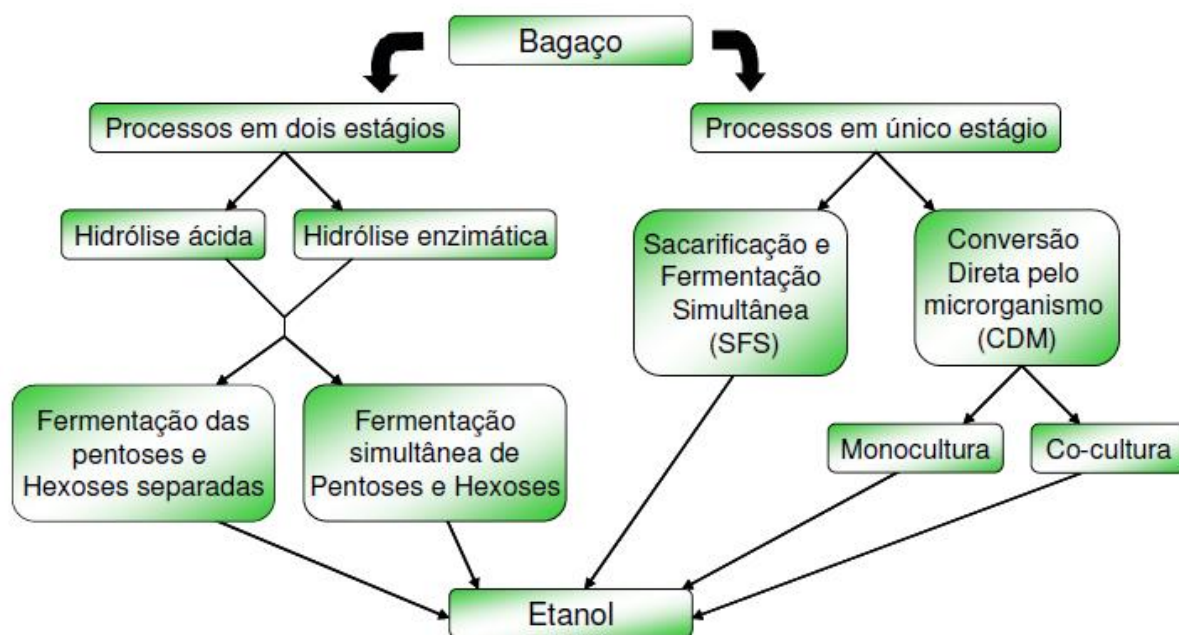 Bagaço
Processos em dois estágios
Processos em único estágio
Hidrólise ácida
Hidrólise enzimática
Sacarificação e
Fermentação
Simultânea
(SFS)
Conversão
Direta pelo
microrganismo
(CDM)
Fermentação das
pentoses e
Hexoses separadas
Fermentação
simultânea de
Pentoses e Hexoses
Monocultura
Co-cultura
Etanol